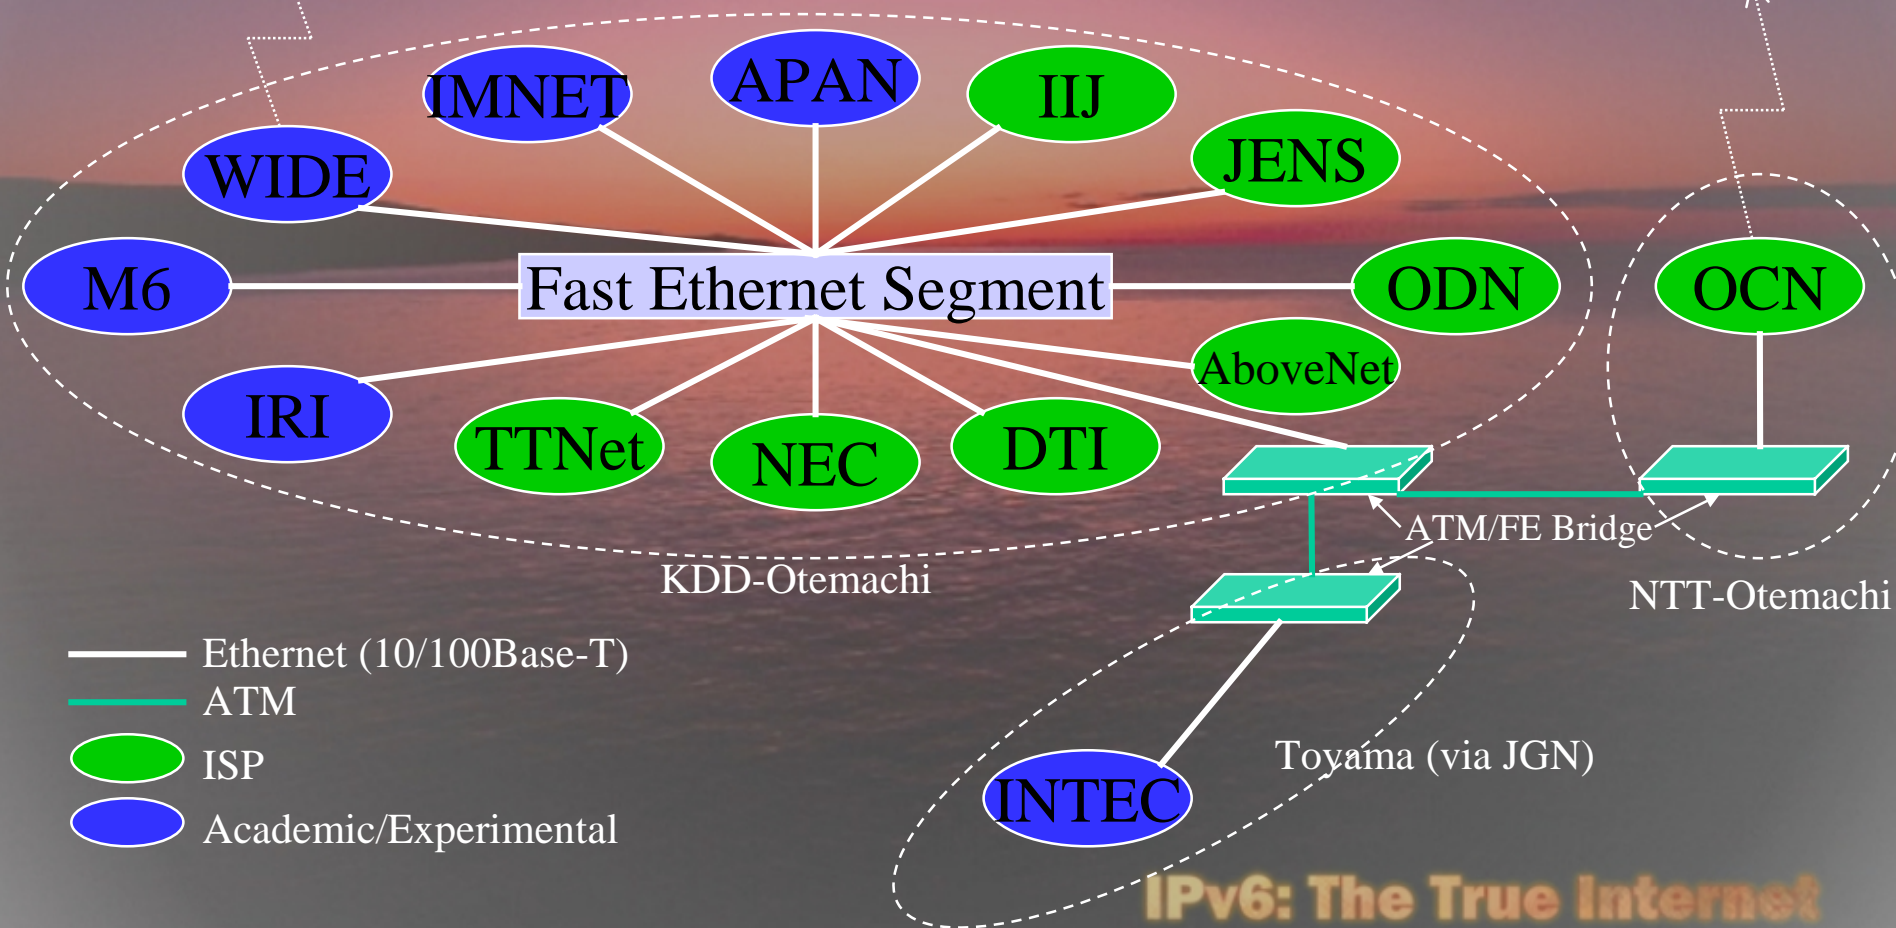 IMNET
APAN
IIJ
WIDE
JENS
M6
Fast Ethernet Segment
ODN
OCN
AboveNet
IRI
TTNet
NEC
DTI
ATM/FE Bridge
KDD-Otemachi
NTT-Otemachi
Ethernet (10/100Base-T)
ATM
ISP
Toyama (via JGN)
INTEC
Academic/Experimental
IPv6: The True Internet